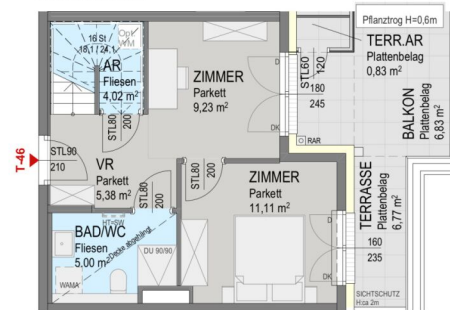 Pflanztrog H=0,6m
TERR.AR
Plattenbelag
0,83 m²
BALKON
Plattenbelag
6,83 m²
16 St
18,1 / 24,1
Opt.
WM
AR
Fliesen
4,02 m²
ZIMMER
Parkett
9,23 m²
D
DK
STL60
120
180
245
RAR
STL80
200
T-46
STL90
210
VR
Parkett
5,38 m²
STL80
200
STL80
200
ZIMMER
Parkett
11,11 m²
TERRASSE
Plattenbelag
6,77 m²
D
DK
160
235
HT=SW
BAD/WC
Fliesen
5,00 m²
Decke abgehängt
DU 90/90
WAMA
SICHTSCHUTZ
H:ca 2m